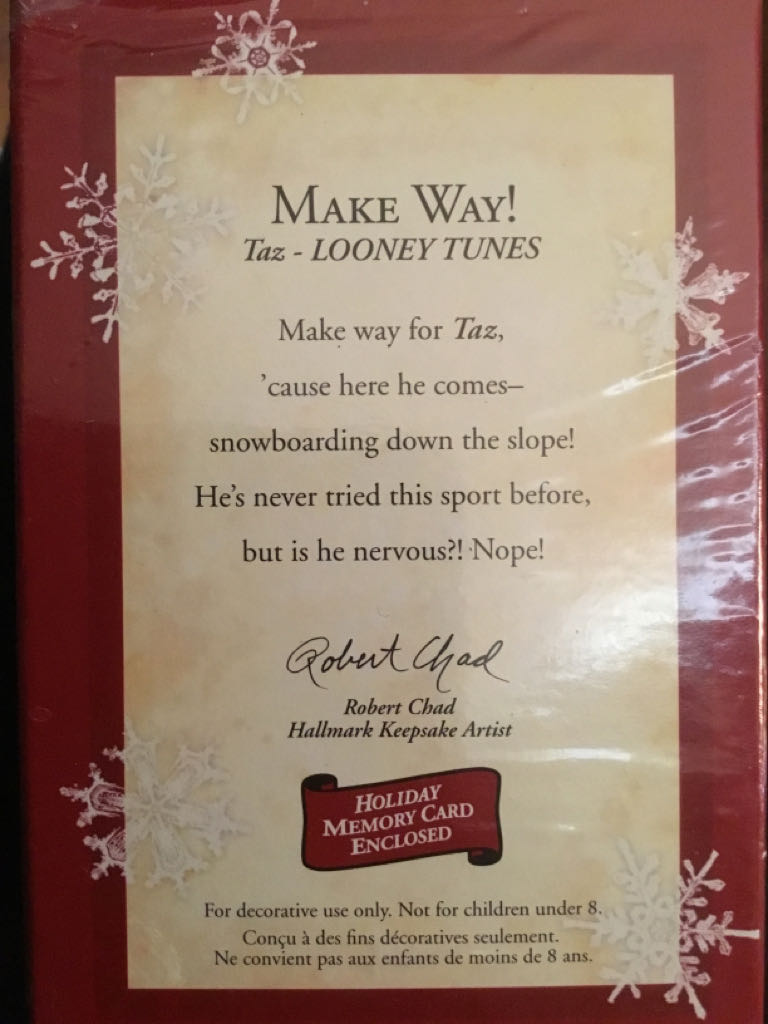 MAKE WAY!
Taz - LOONEY TUNES
Make way for Taz,
’cause here he comes–
snowboarding down the slope!
He’s never tried this sport before,
but is he nervous?! Nope!
Robert Chad
Robert Chad
Hallmark Keepsake Artist
HOLIDAY
MEMORY CARD
ENCLOSED
For decorative use only. Not for children under 8.
Conçu à des fins décoratives seulement.
Ne convient pas aux enfants de moins de 8 ans.